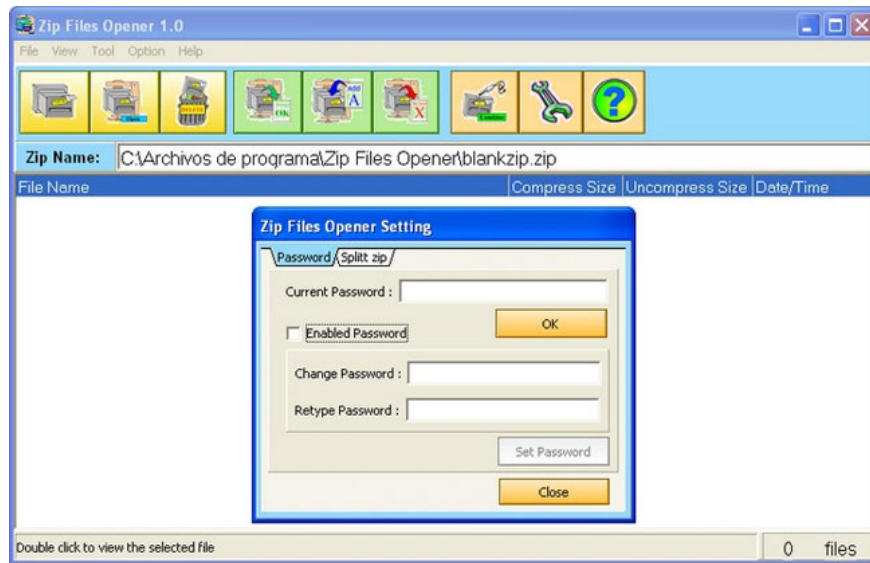 Zip Files Opener 1.0
File View Tool Option Help
Zip Name: C:\Archivos de programa\Zip Files Opener\blankzip.zip
File Name Compress Size Uncompress Size Date/Time
Zip Files Opener Setting
Password Splitt zip
Current Password :
OK
Enabled Password
Change Password :
Retype Password :
Set Password
Close
Double click to view the selected file 0 files